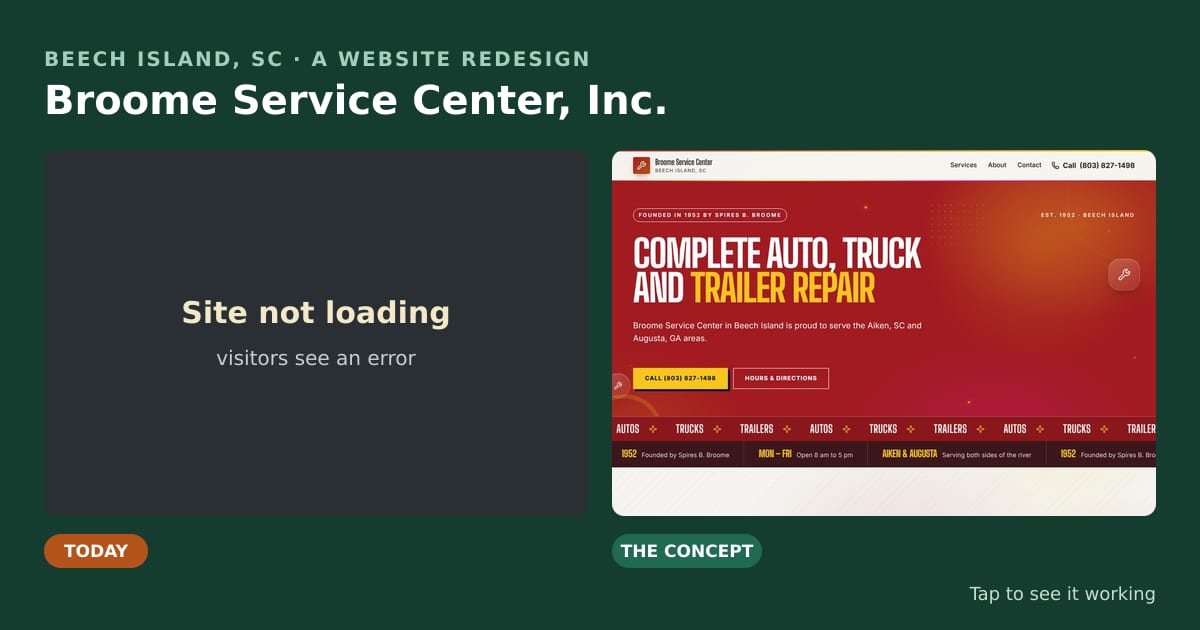 BEECH ISLAND, SC · A WEBSITE REDESIGN
Broome Service Center, Inc.
Site not loading
visitors see an error
TODAY
Broome Service Center
BEECH ISLAND, SC
Services About Contact Call (803) 827-1498
FOUNDED IN 1952 BY SPIRES B. BROOME
EST. 1952 · BEECH ISLAND
COMPLETE AUTO, TRUCK
AND TRAILER REPAIR
Broome Service Center in Beech Island is proud to serve the Aiken, SC and
Augusta, GA areas.
CALL (803) 827-1498
HOURS & DIRECTIONS
AUTOS TRUCKS TRAILERS AUTOS TRUCKS TRAILERS AUTOS TRUCKS TRAILER
1952 Founded by Spires B. Broome MON – FRI Open 8 am to 5 pm AIKEN & AUGUSTA Serving both sides of the river 1952 Founded by Spires B. Bro
THE CONCEPT
Tap to see it working